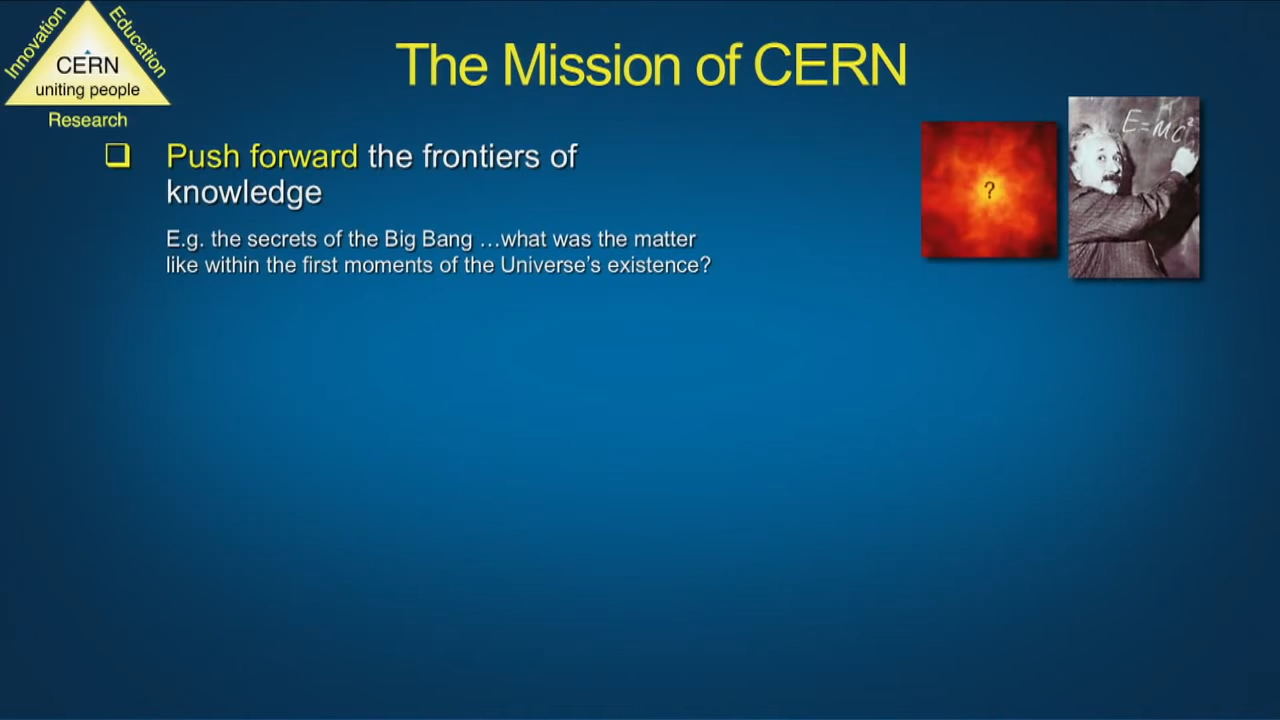 Innovation
Education
CERN
uniting people
Research
The Mission of CERN
Push forward the frontiers of
knowledge
E.g. the secrets of the Big Bang …what was the matter
like within the first moments of the Universe’s existence?
?
E=mc²